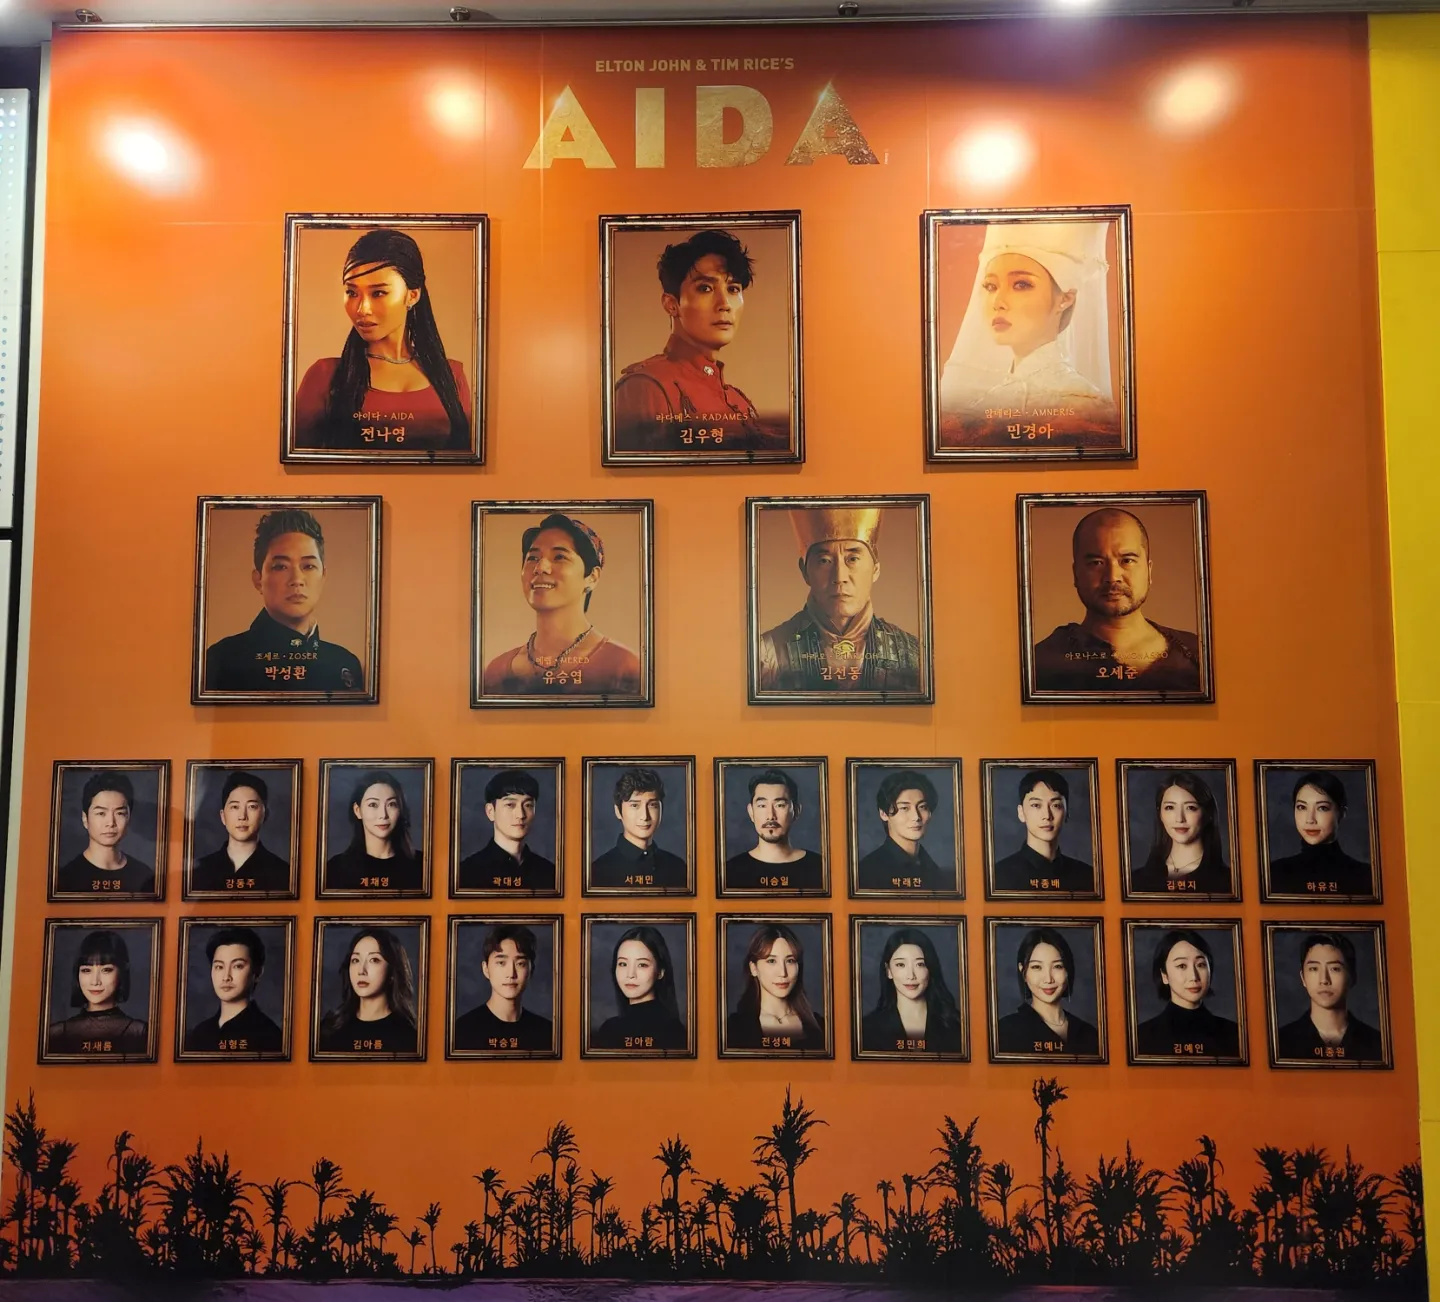 ELTON JOHN & TIM RICE'S
AIDA
아이다 • AIDA
전나영
라다메스 • RADAMES
김우형
암네리스 • AMNERIS
민경아
조세르 • ZOSER
박성환
메렙 • MEREB
유승엽
파라오 •
김선동
아모나스로 •
오세준
강인영
강동주
계채영
곽대성
서재민
이승일
박래찬
박종배
김현지
하유진
지새롬
심형준
김아름
박승일
김아람
전성혜
정민희
전예나
김예인
이종원